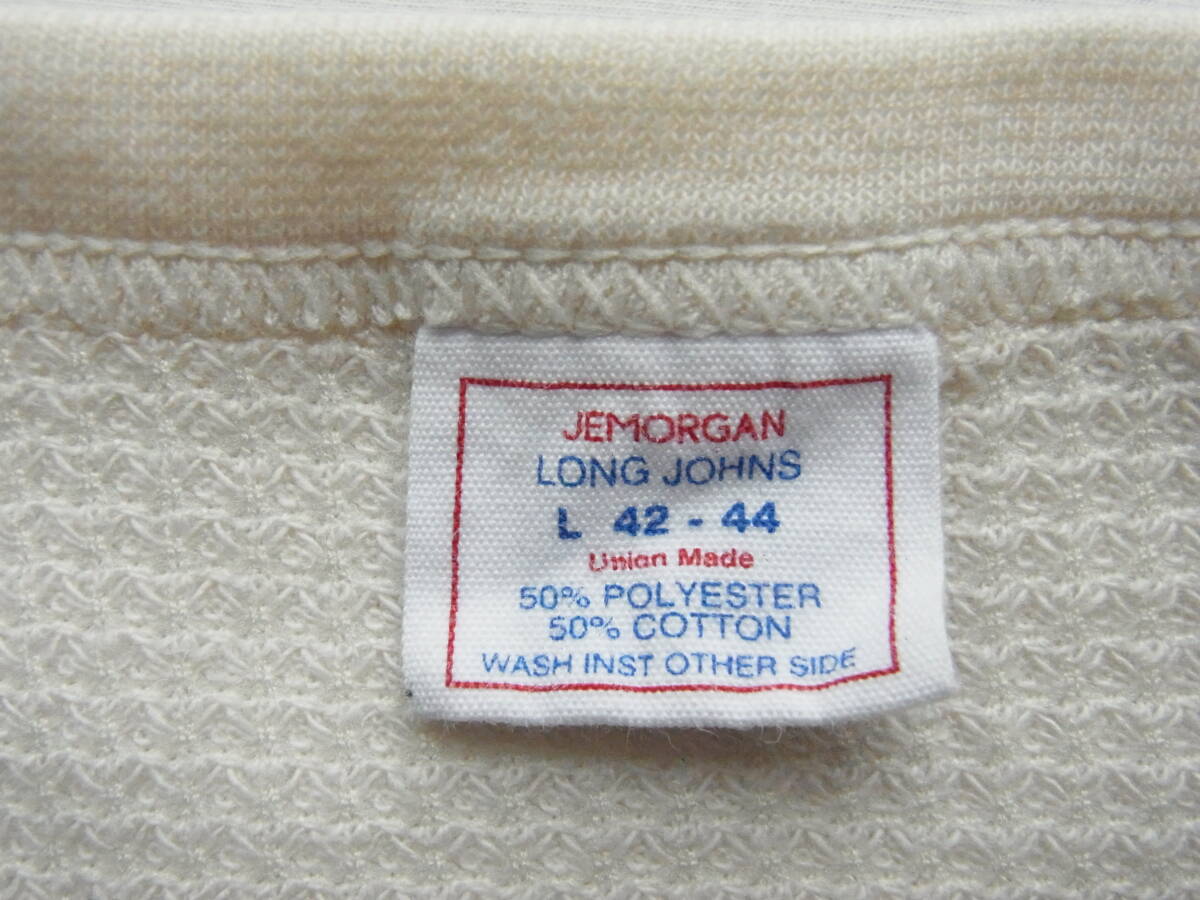 JEMORGAN
LONG JOHNS
L 42 - 44
Union Made
50% POLYESTER
50% COTTON
WASH INST OTHER SIDE